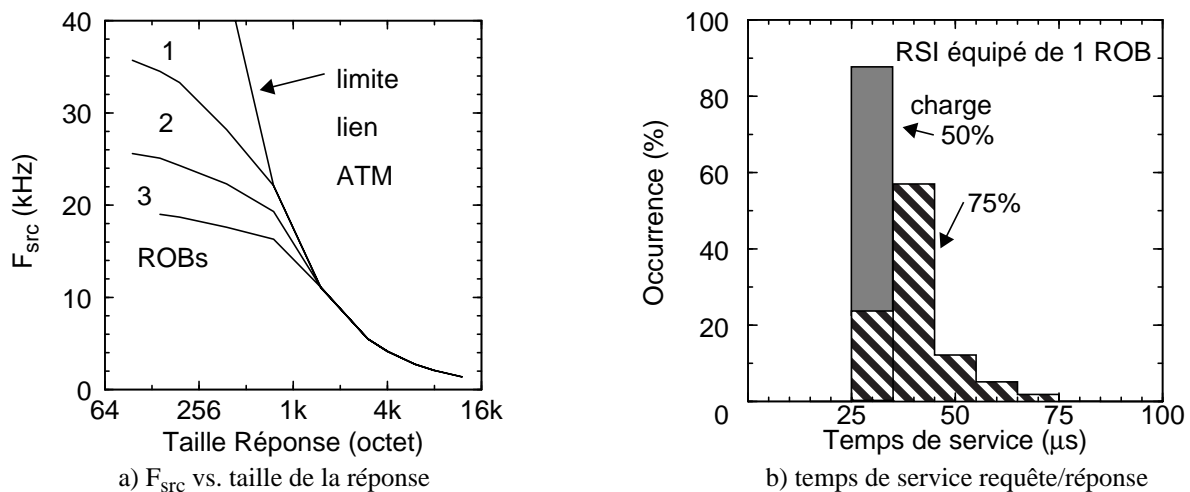 40
30
20
10
0
F_src (kHz)
1
2
3
ROBs
limite
lien
ATM
64
256
1k
4k
16k
Taille Réponse (octet)
a) F_src vs. taille de la réponse
100
80
60
40
20
0
Occurrence (%)
RSI équipé de 1 ROB
charge
50%
75%
25
50
75
100
Temps de service (μs)
b) temps de service requête/réponse